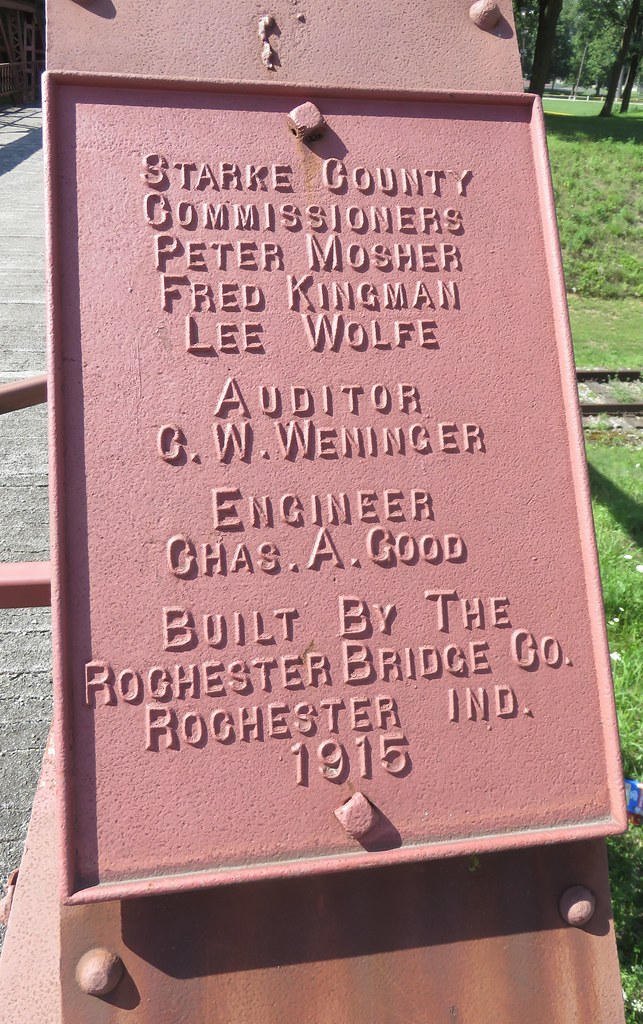 STARKE COUNTY
COMMISSIONERS
PETER MOSHER
FRED KINGMAN
LEE WOLFE
AUDITOR
C. W. WENINGER
ENGINEER
CHAS. A. GOOD
BUILT BY THE
ROCHESTER BRIDGE CO.
ROCHESTER IND.
1915